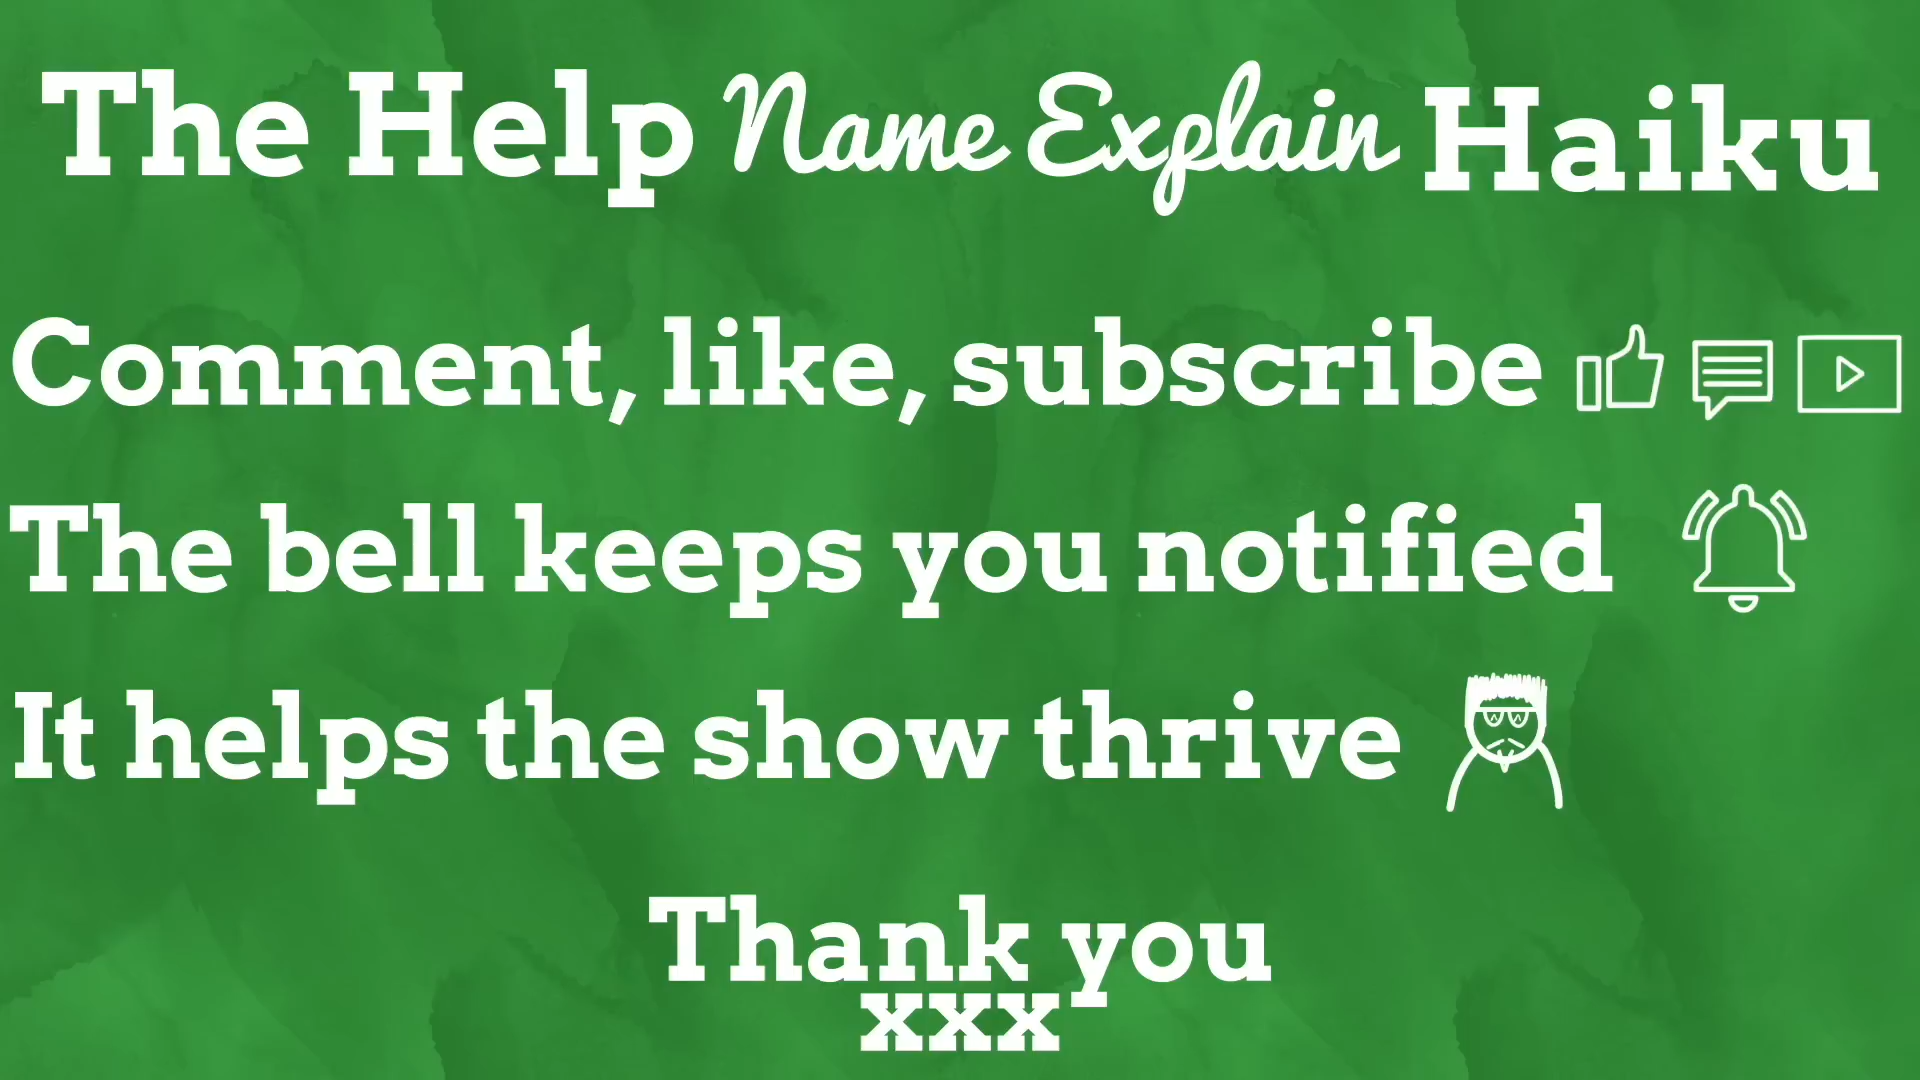 The Help Name Explain Haiku
Comment, like, subscribe
The bell keeps you notified
It helps the show thrive
Thank you
xxx